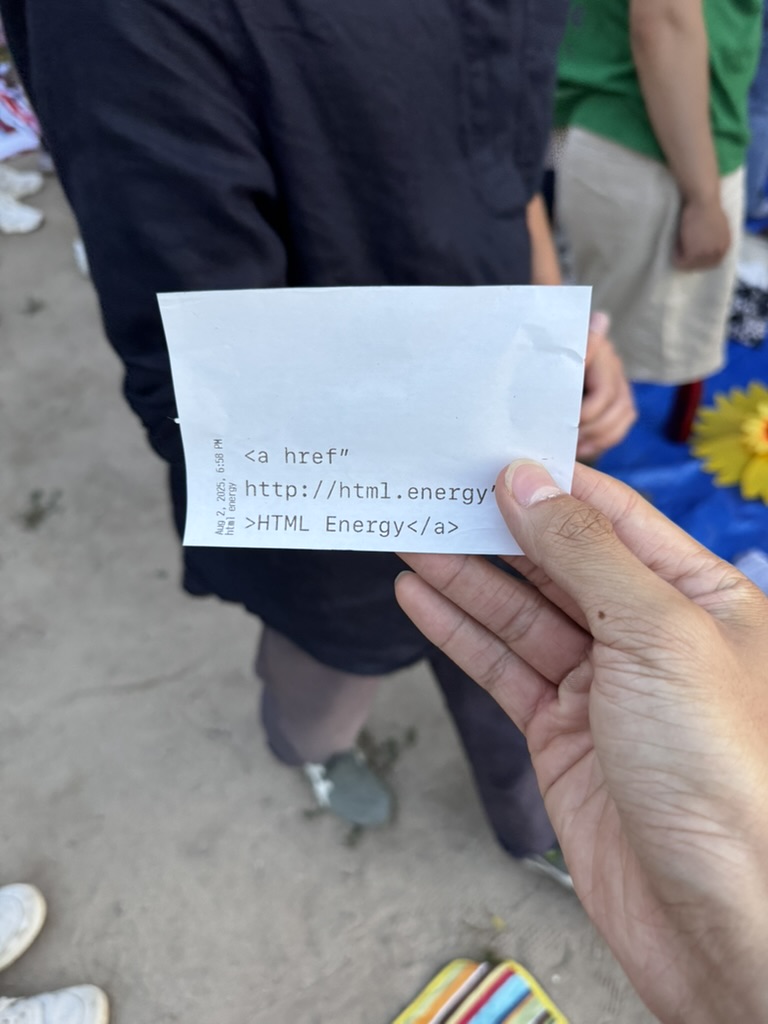 <a href"
http://html.energy"
>HTML Energy</a>
Aug 2, 2025, 6:58 PM
html energy